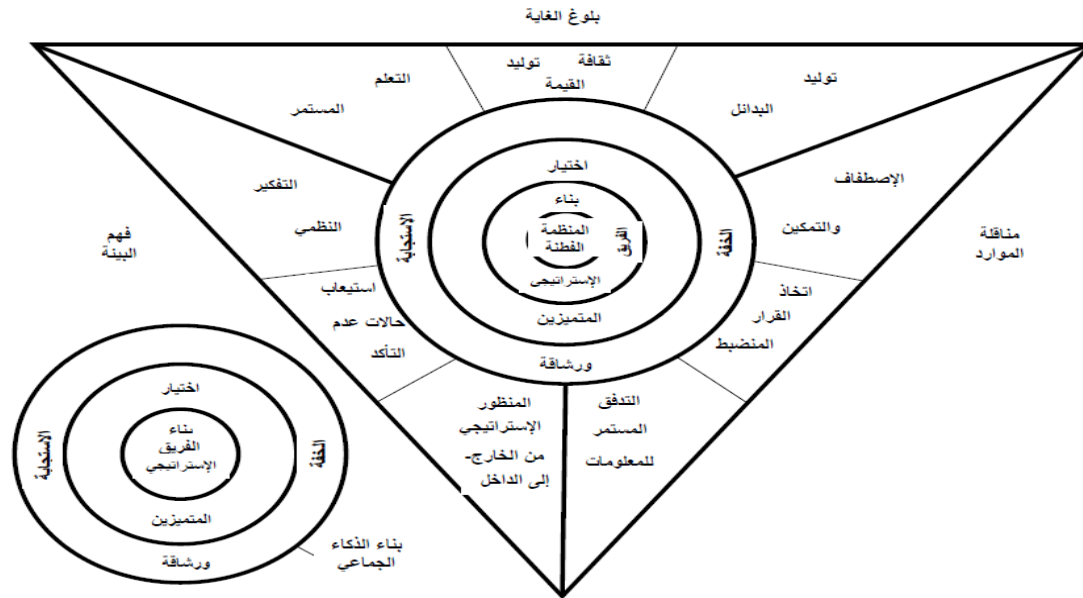 بلوغ الغاية
ثقافة توليد
القيمة
توليد
البدائل
التعلم
المستمر
الإصطفاف
والتمكين
التفكير
النظمي
مناقلة
الموارد
فهم
البيئة
اتخاذ
القرار
المنضبط
استيعاب
حالات عدم
التأكد
التدفق
المستمر
للمعلومات
المنظور
الإستراتيجي
من الخارج-
إلى الداخل
الخفة
ورشاقة
الإستجابة
اختيار
المتميزين
بناء
الفريق
الإستراتيجي
المنظمة
الفطنة
الخفة
ورشاقة
الإستجابة
اختيار
المتميزين
بناء
الفريق
الإستراتيجي
بناء الذكاء
الجماعي